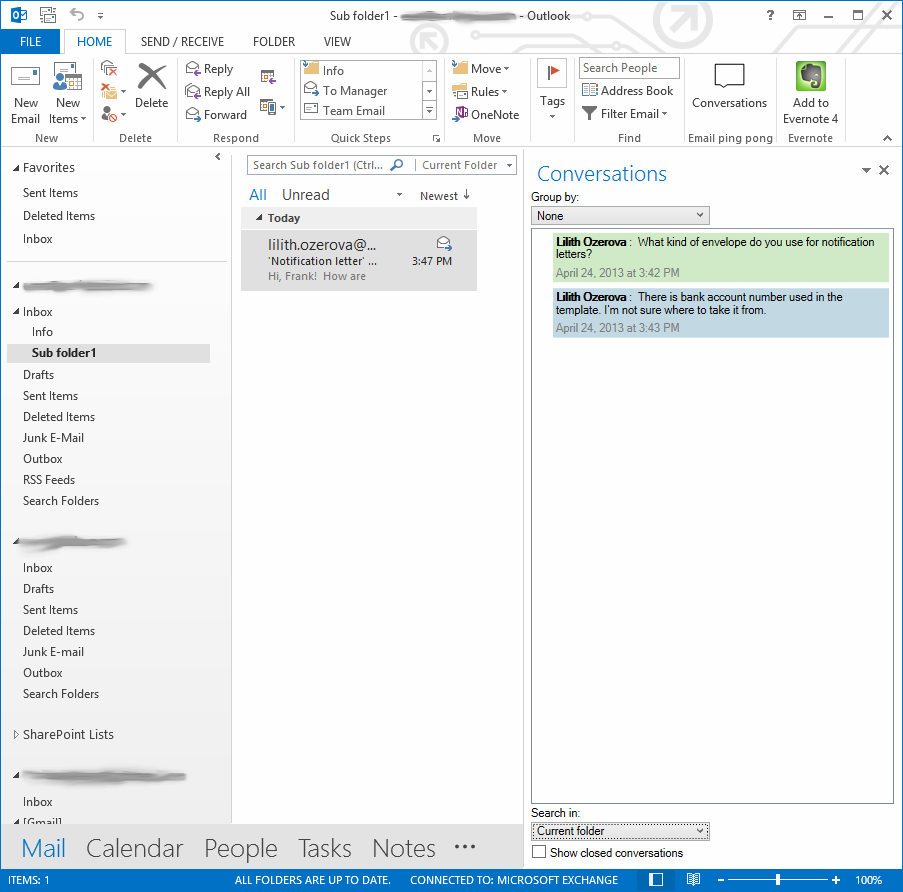 Sub folder1 - - Outlook
?
FILE HOME SEND / RECEIVE FOLDER VIEW
New Email
New Items
Delete
Reply
Reply All
Forward
Info
To Manager
Team Email
Move
Rules
OneNote
Tags
Search People
Address Book
Filter Email
Conversations
Add to Evernote 4
New Delete Respond Quick Steps Move Find Email ping pong Evernote
Favorites
Sent Items
Deleted Items
Inbox
Inbox
Info
Sub folder1
Drafts
Sent Items
Deleted Items
Junk E-Mail
Outbox
RSS Feeds
Search Folders
Inbox
Drafts
Sent Items
Deleted Items
Junk E-mail
Outbox
Search Folders
SharePoint Lists
Inbox
[Gmail]
Search Sub folder1 (Ctrl... Current Folder
All Unread Newest
Today
lilith.ozerova@...
'Notification letter' ... 3:47 PM
Hi, Frank! How are
Conversations
Group by:
None
Lilith Ozerova : What kind of envelope do you use for notification
letters?
April 24, 2013 at 3:42 PM
Lilith Ozerova : There is bank account number used in the
template. I'm not sure where to take it from.
April 24, 2013 at 3:43 PM
Search in:
Current folder
Show closed conversations
Mail Calendar People Tasks Notes ...
ITEMS: 1 ALL FOLDERS ARE UP TO DATE. CONNECTED TO: MICROSOFT EXCHANGE 100%